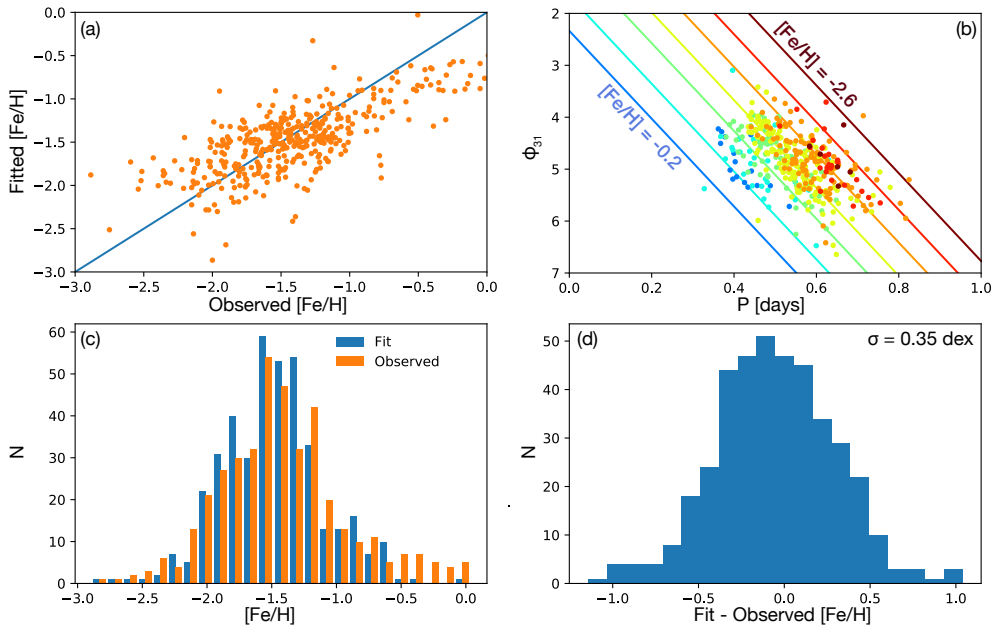 (a)
0.0
−0.5
−1.0
−1.5
−2.0
−2.5
−3.0
Fitted [Fe/H]
−3.0 −2.5 −2.0 −1.5 −1.0 −0.5 0.0
Observed [Fe/H]
(b)
2
3
4
5
6
7
ϕ31
[Fe/H] = -2.6
[Fe/H] = -0.2
0.0 0.2 0.4 0.6 0.8 1.0
P [days]
(c)
Fit
Observed
60
50
40
30
20
10
0
N
−3.0 −2.5 −2.0 −1.5 −1.0 −0.5 0.0
[Fe/H]
(d)
σ = 0.35 dex
50
40
30
20
10
0
N
−1.0 −0.5 0.0 0.5 1.0
Fit - Observed [Fe/H]